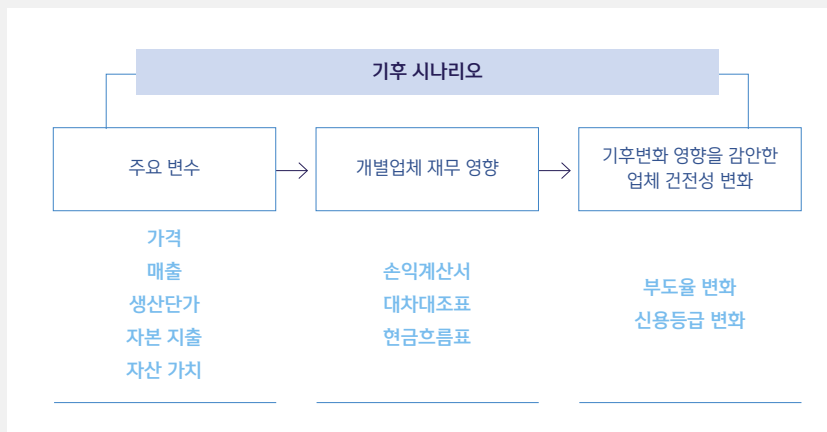 기후 시나리오
주요 변수
개별업체 재무 영향
기후변화 영향을 감안한
업체 건전성 변화
가격
매출
생산단가
자본 지출
자산 가치
손익계산서
대차대조표
현금흐름표
부도율 변화
신용등급 변화